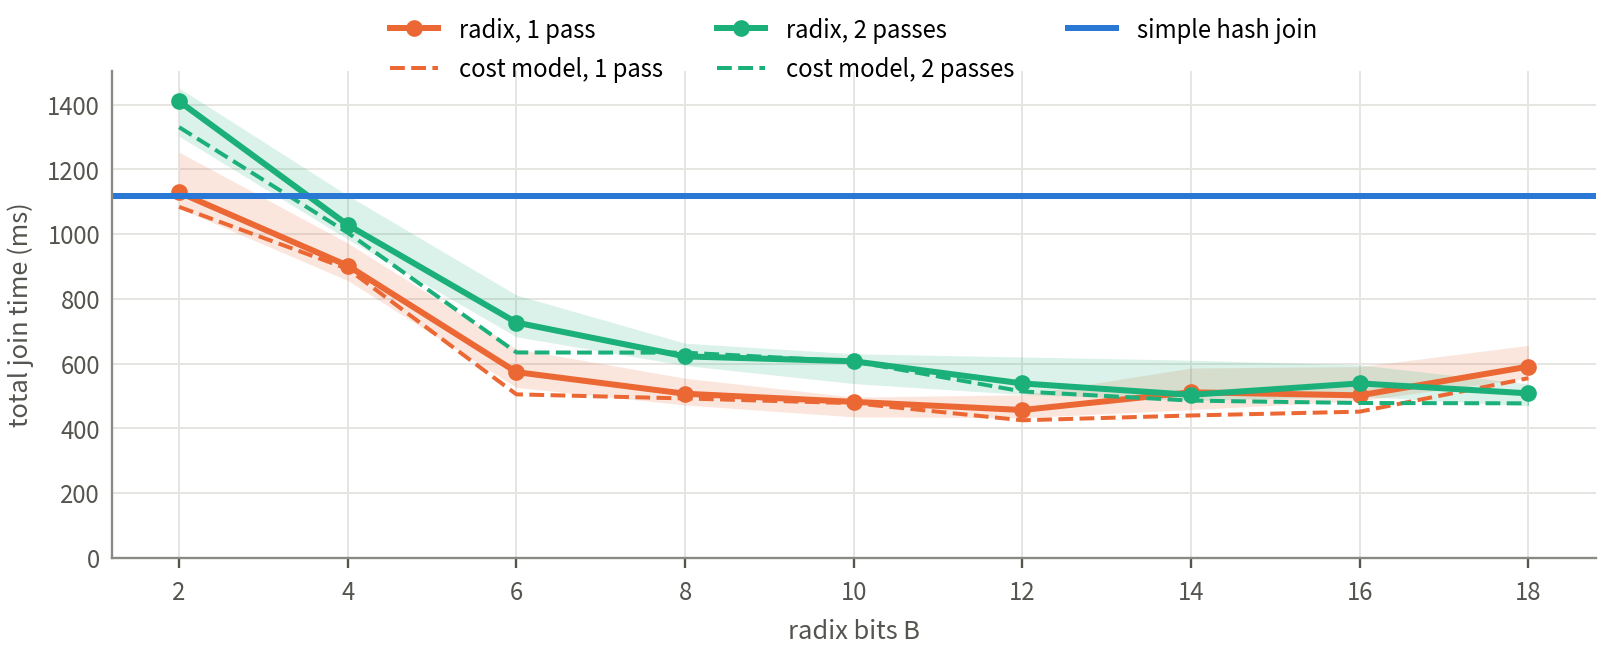 radix, 1 pass
radix, 2 passes
simple hash join
cost model, 1 pass
cost model, 2 passes
total join time (ms)
1400
1200
1000
800
600
400
200
0
2 4 6 8 10 12 14 16 18
radix bits B